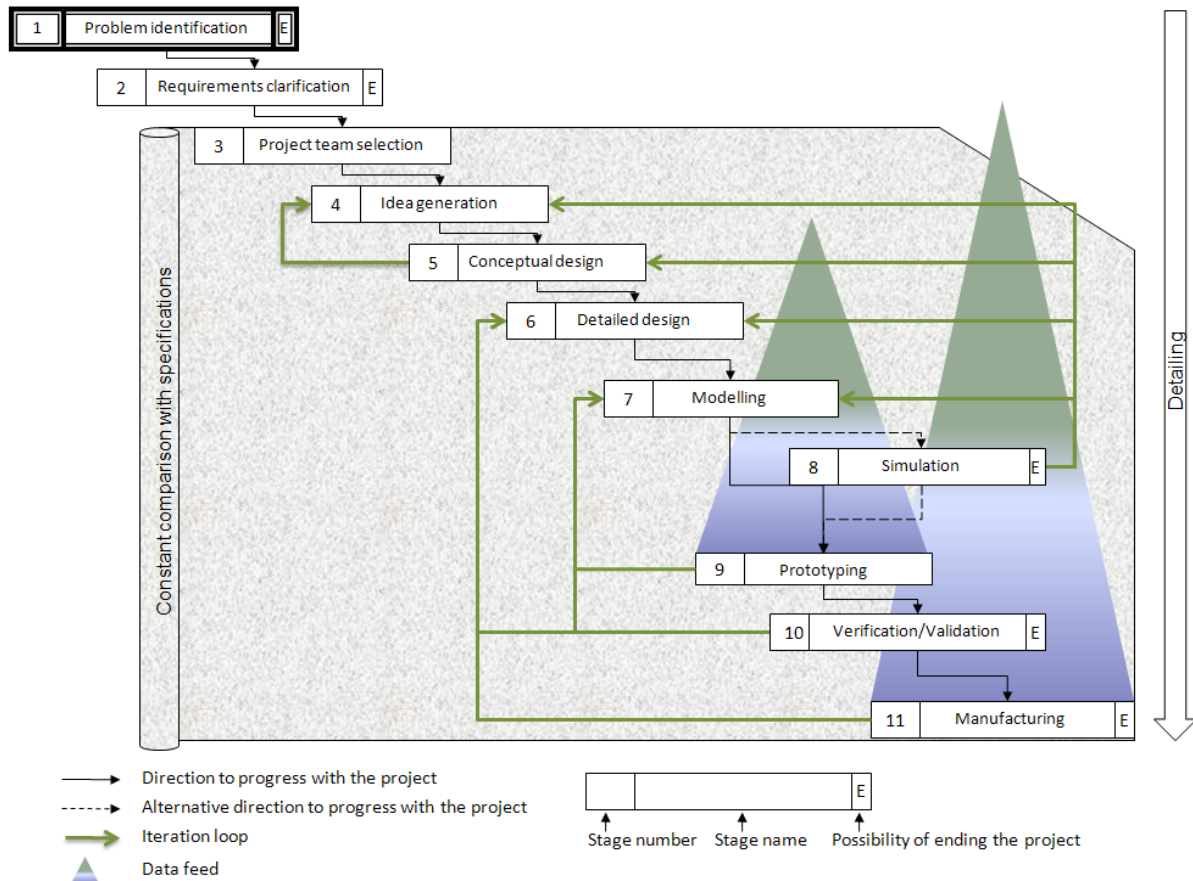 1 Problem identification E
2 Requirements clarification E
3 Project team selection
4 Idea generation
5 Conceptual design
6 Detailed design
7 Modelling
8 Simulation E
9 Prototyping
10 Verification/Validation E
11 Manufacturing E
Constant comparison with specifications
Detailing
Direction to progress with the project
Alternative direction to progress with the project
Iteration loop
Data feed
E
Stage number Stage name Possibility of ending the project